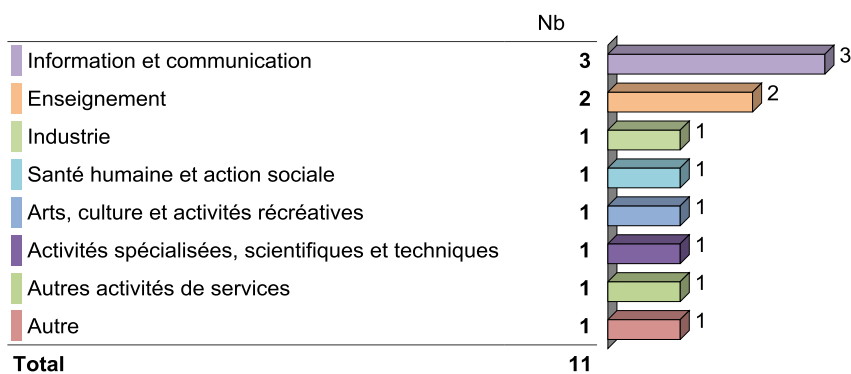 Nb
Information et communication 3 3
Enseignement 2 2
Industrie 1 1
Santé humaine et action sociale 1 1
Arts, culture et activités récréatives 1 1
Activités spécialisées, scientifiques et techniques 1 1
Autres activités de services 1 1
Autre 1 1
Total 11